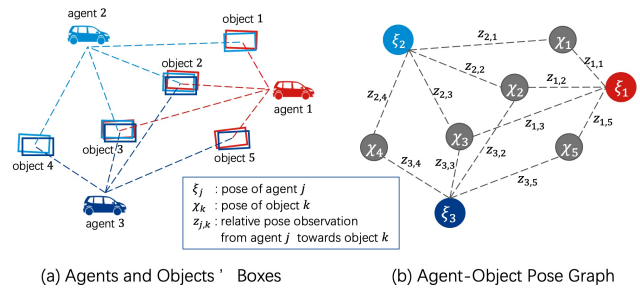 agent 2
object 1
object 2
agent 1
object 3
object 4
object 5
agent 3
ξⱼ : pose of agent j
χₖ : pose of object k
zⱼ,ₖ : relative pose observation
from agent j towards object k
(a) Agents and Objects ' Boxes
ξ₂
z₂,₁
χ₁
z₁,₁
z₂,₂
z₁,₂
ξ₁
z₂,₄
z₂,₃
χ₂
z₁,₃
z₁,₅
χ₄
χ₃
z₃,₂
χ₅
z₃,₄
z₃,₃
z₃,₅
ξ₃
(b) Agent-Object Pose Graph